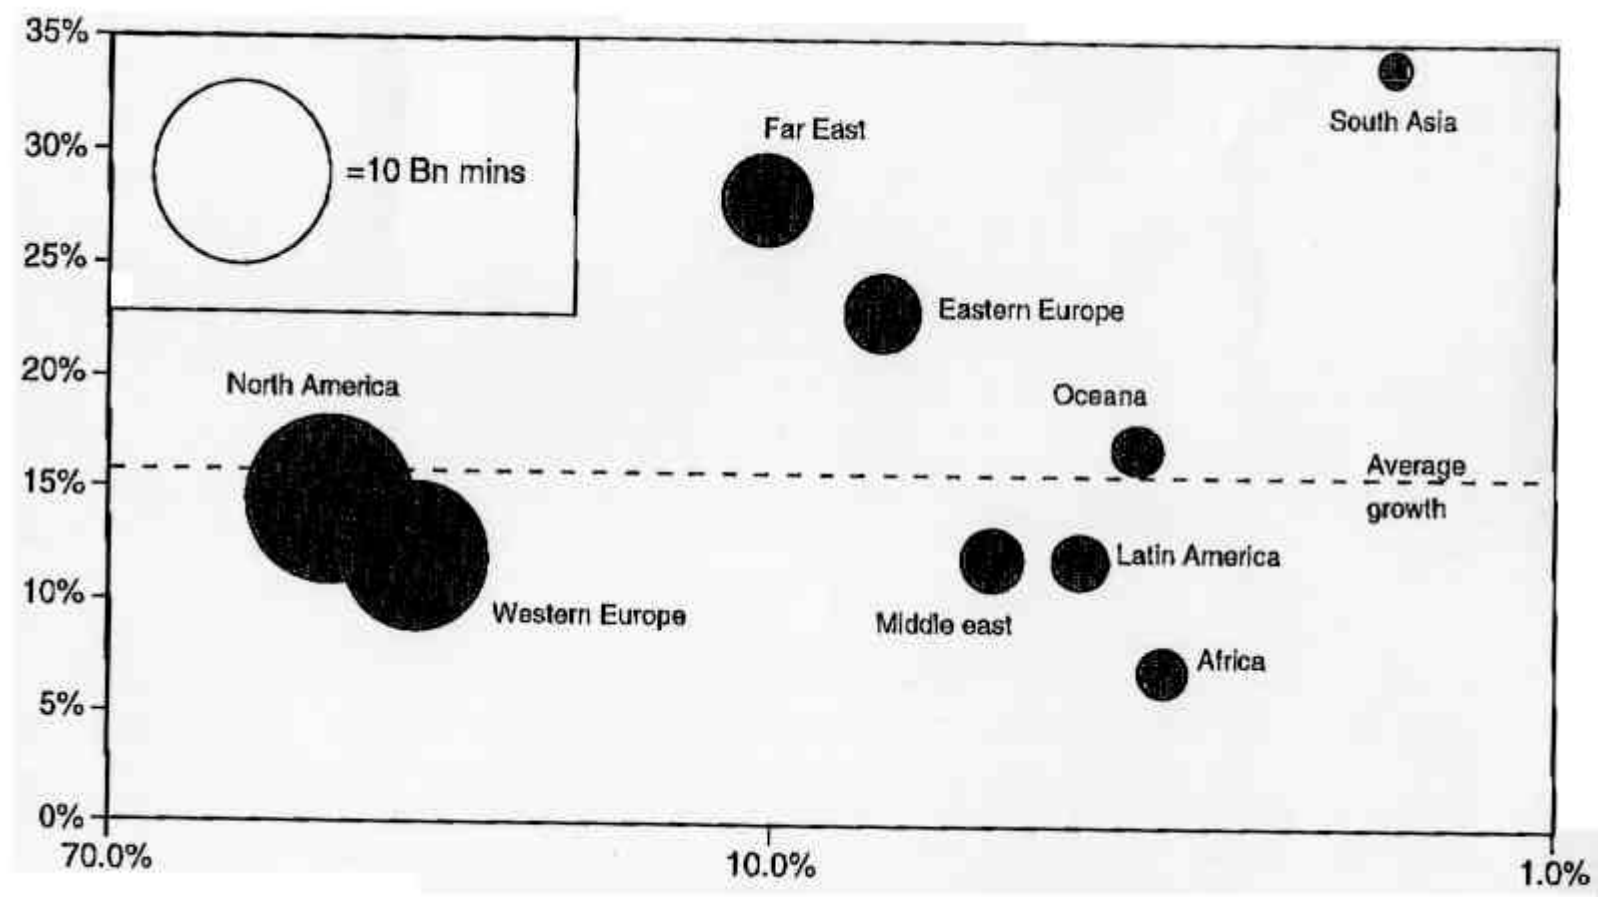 35%
30%
25%
20%
15%
10%
5%
0%
=10 Bn mins
Far East
South Asia
Eastern Europe
North America
Oceana
Average
growth
Western Europe
Middle east
Latin America
Africa
70.0%
10.0%
1.0%